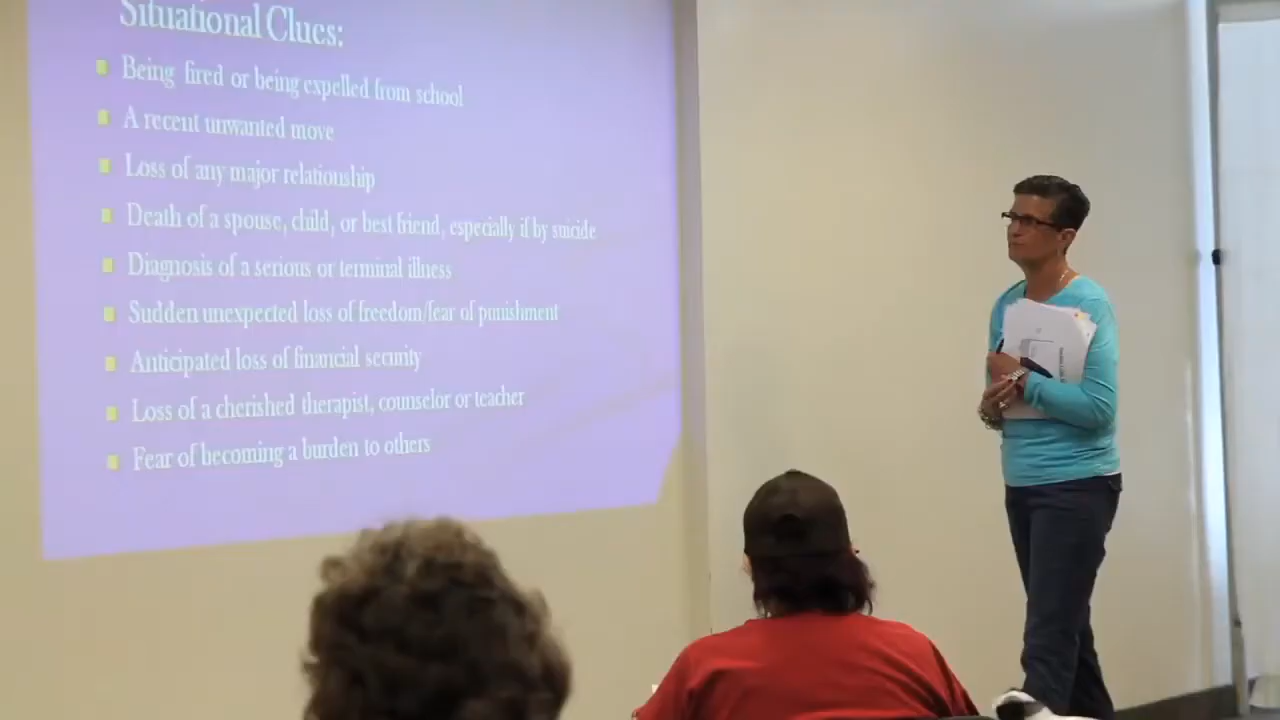 Situational Clues:
Being fired or being expelled from school
A recent unwanted move
Loss of any major relationship
Death of a spouse, child, or best friend, especially if by suicide
Diagnosis of a serious or terminal illness
Sudden unexpected loss of freedom/fear of punishment
Anticipated loss of financial security
Loss of a cherished therapist, counselor or teacher
Fear of becoming a burden to others